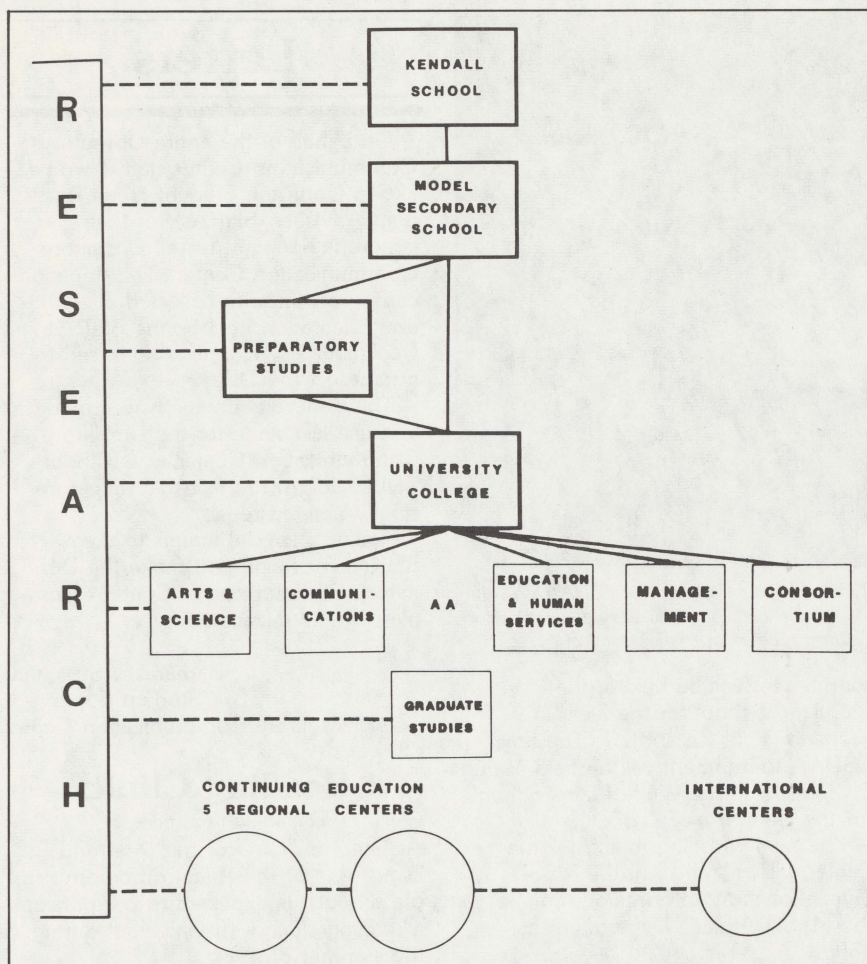 KENDALL
SCHOOL
MODEL
SECONDARY
SCHOOL
PREPARATORY
STUDIES
UNIVERSITY
COLLEGE
ARTS &
SCIENCE
COMMUNI-
CATIONS
AA
EDUCATION
& HUMAN
SERVICES
MANAGE-
MENT
CONSOR-
TIUM
GRADUATE
STUDIES
CONTINUING EDUCATION
5 REGIONAL CENTERS
INTERNATIONAL
CENTERS
R
E
S
E
A
R
C
H